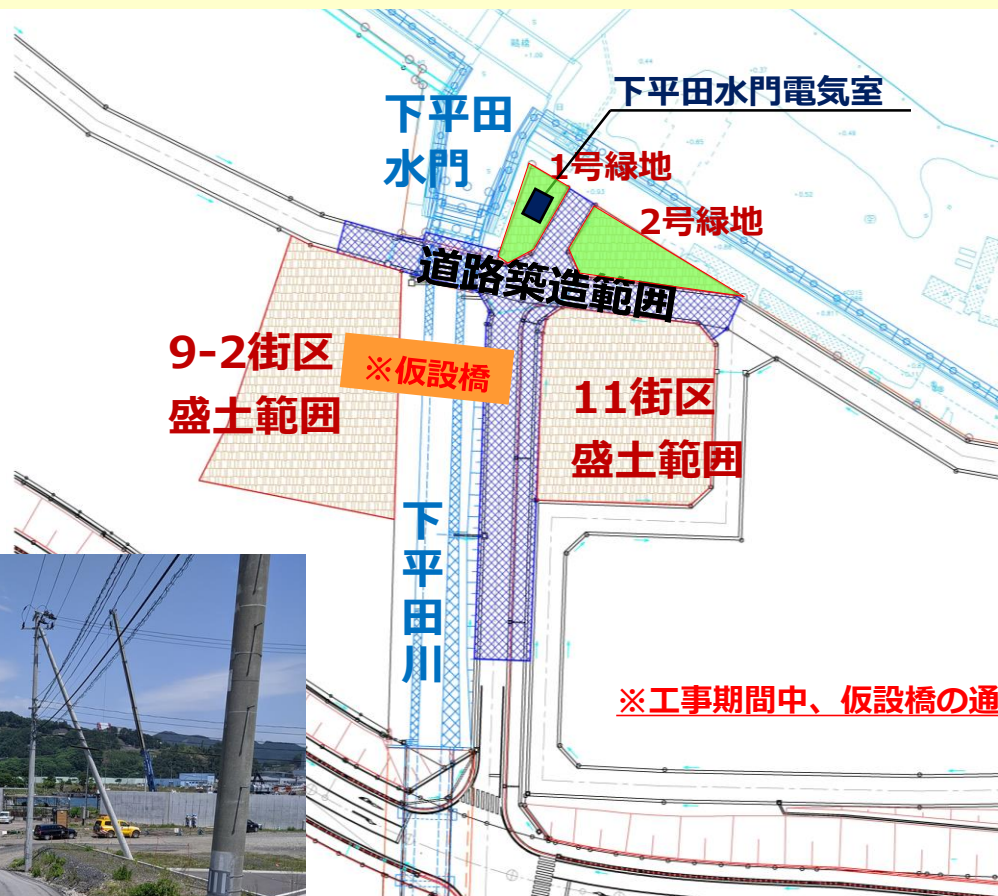 下平田水門電気室
下平田
水門
1号緑地
2号緑地
道路築造範囲
9-2街区
盛土範囲
※仮設橋
11街区
盛土範囲
下平田川
※工事期間中、仮設橋の通